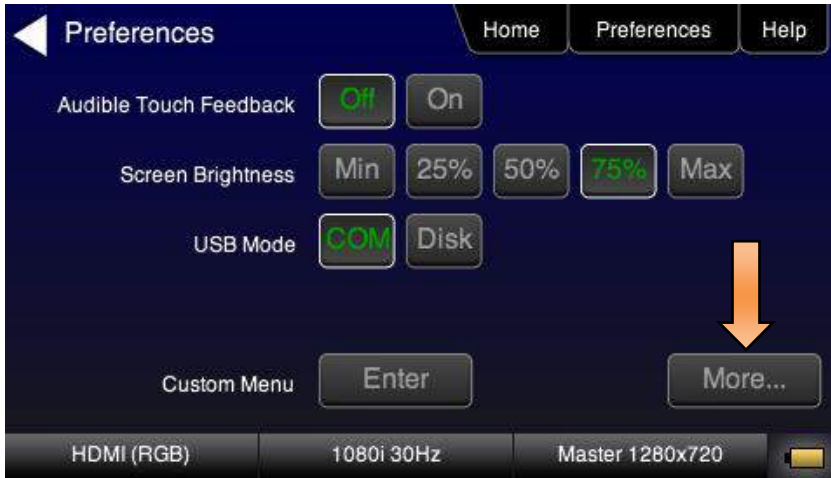 Preferences Home Preferences Help
Audible Touch Feedback Off On
Screen Brightness Min 25% 50% 75% Max
USB Mode COM Disk
Custom Menu Enter More...
HDMI (RGB) 1080i 30Hz Master 1280x720